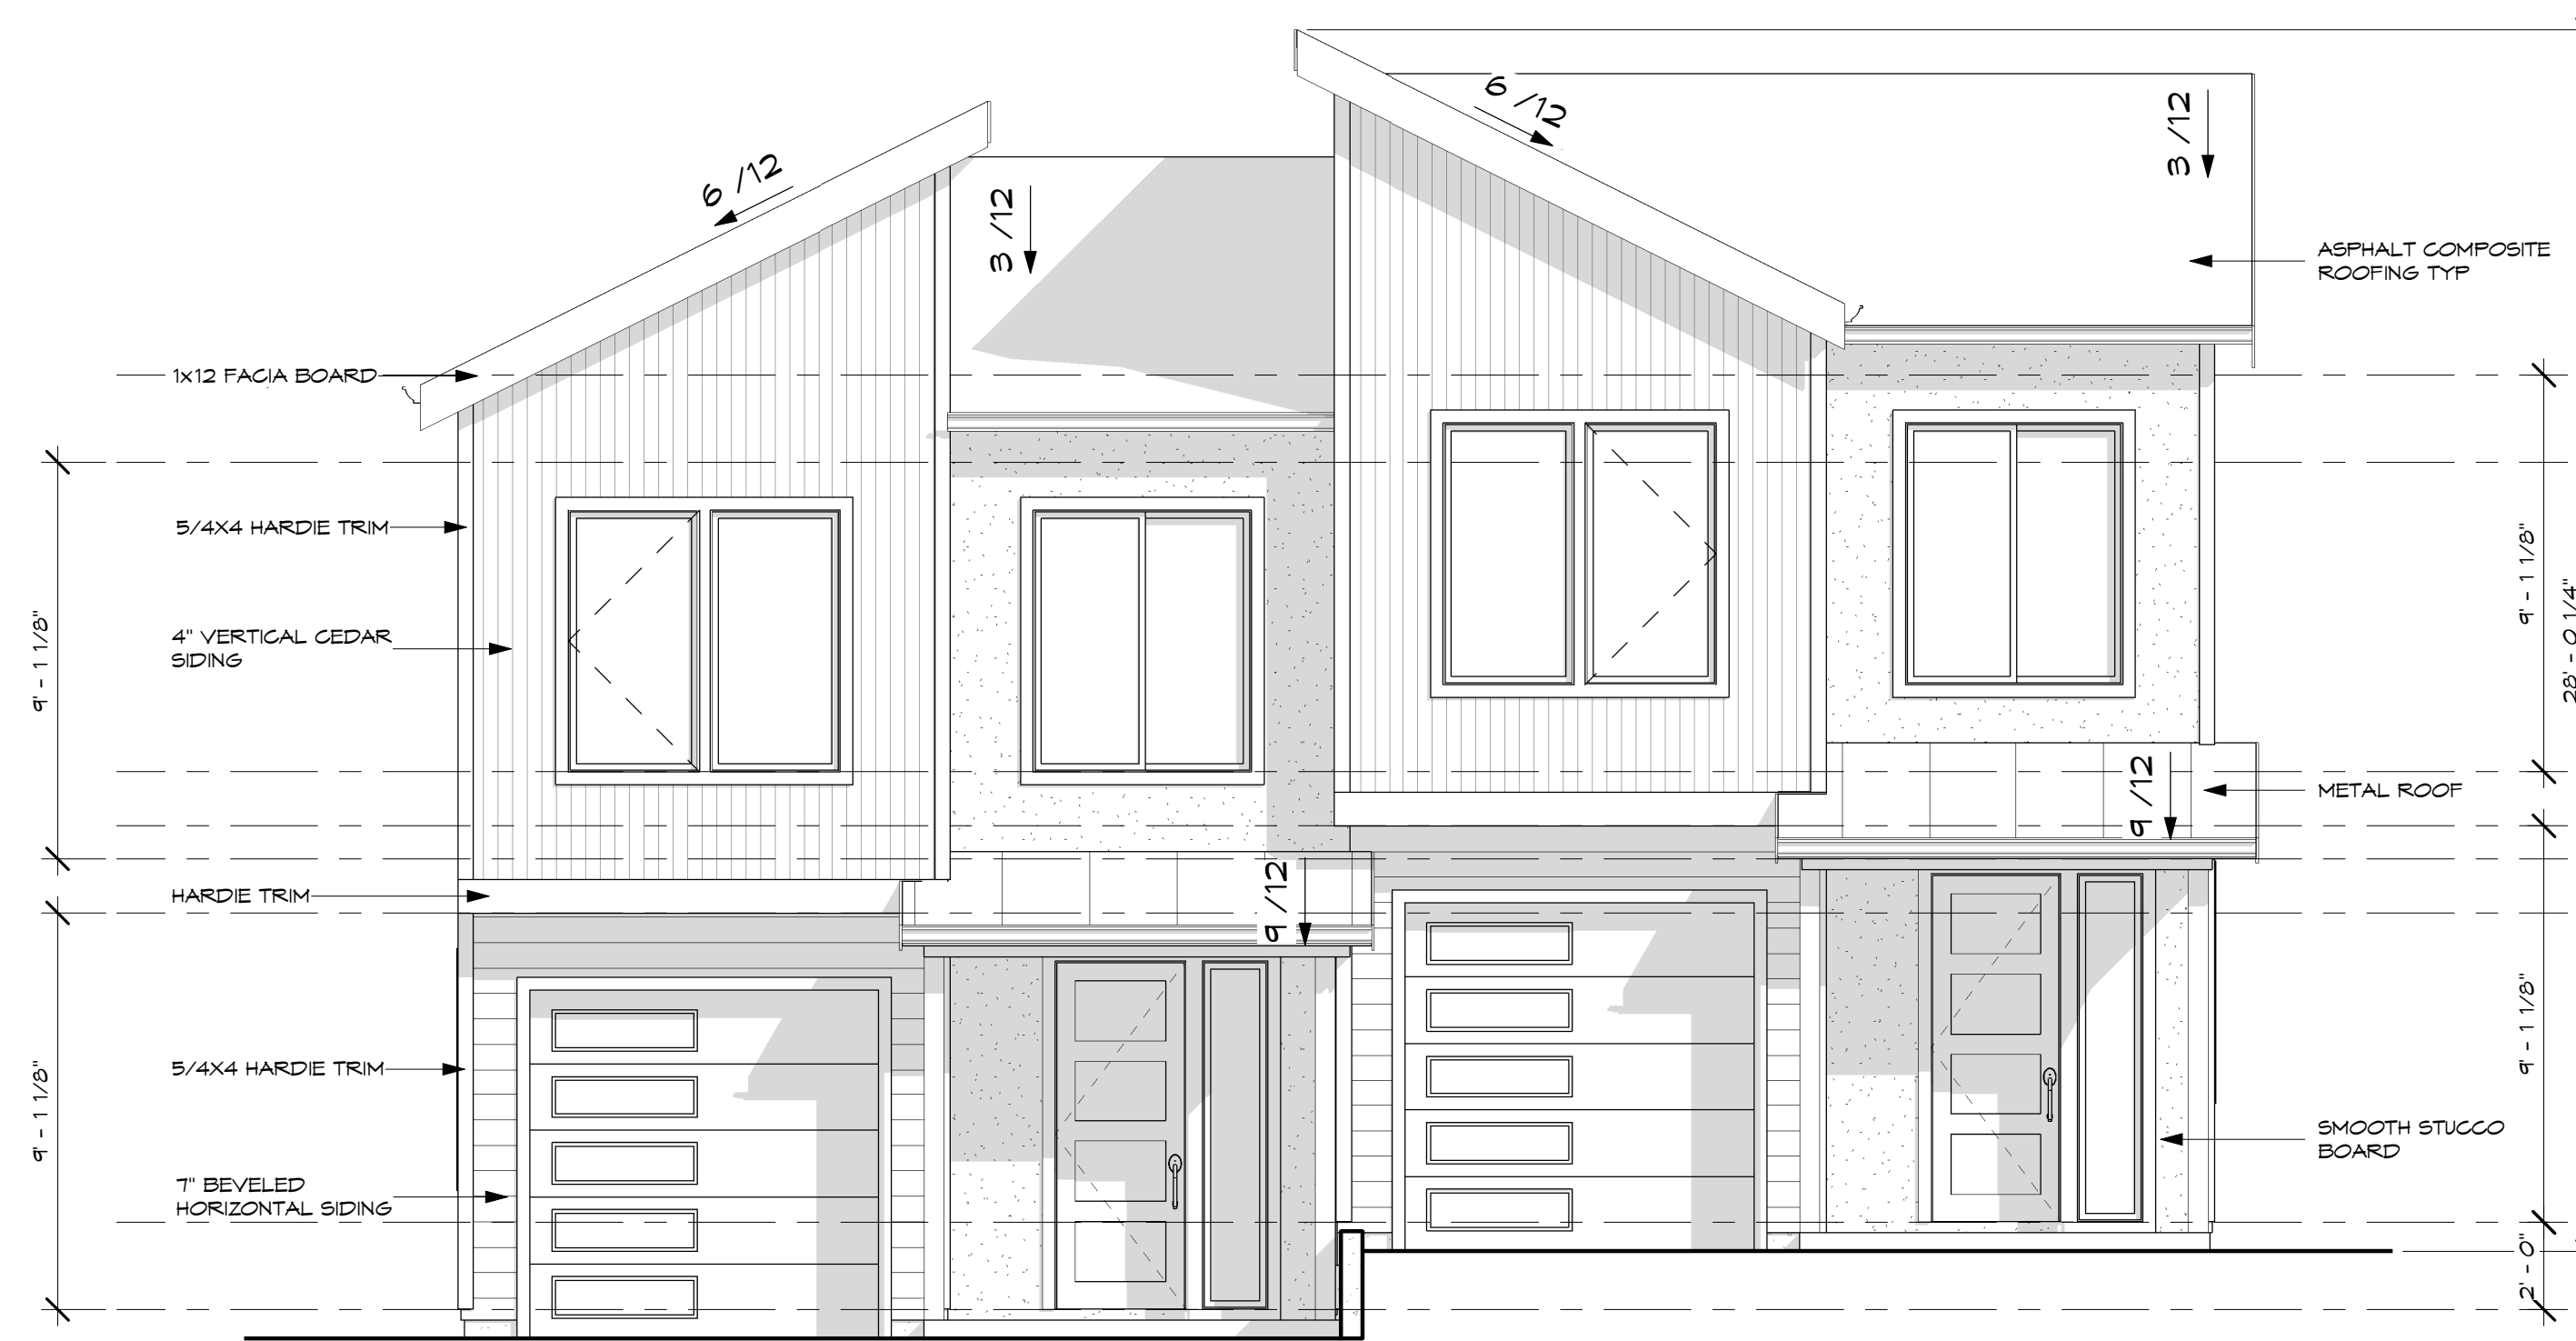 6 /12
6 /12
3 /12
3 /12
ASPHALT COMPOSITE
ROOFING TYP
1x12 FACIA BOARD
5/4X4 HARDIE TRIM
9' - 1 1/8"
28' - 0 1/4"
9' - 1 1/8"
4" VERTICAL CEDAR
SIDING
9 /12
METAL ROOF
HARDIE TRIM
9 /12
9' - 1 1/8"
9' - 1 1/8"
5/4X4 HARDIE TRIM
SMOOTH STUCCO
BOARD
7" BEVELED
HORIZONTAL SIDING
2' - 0"